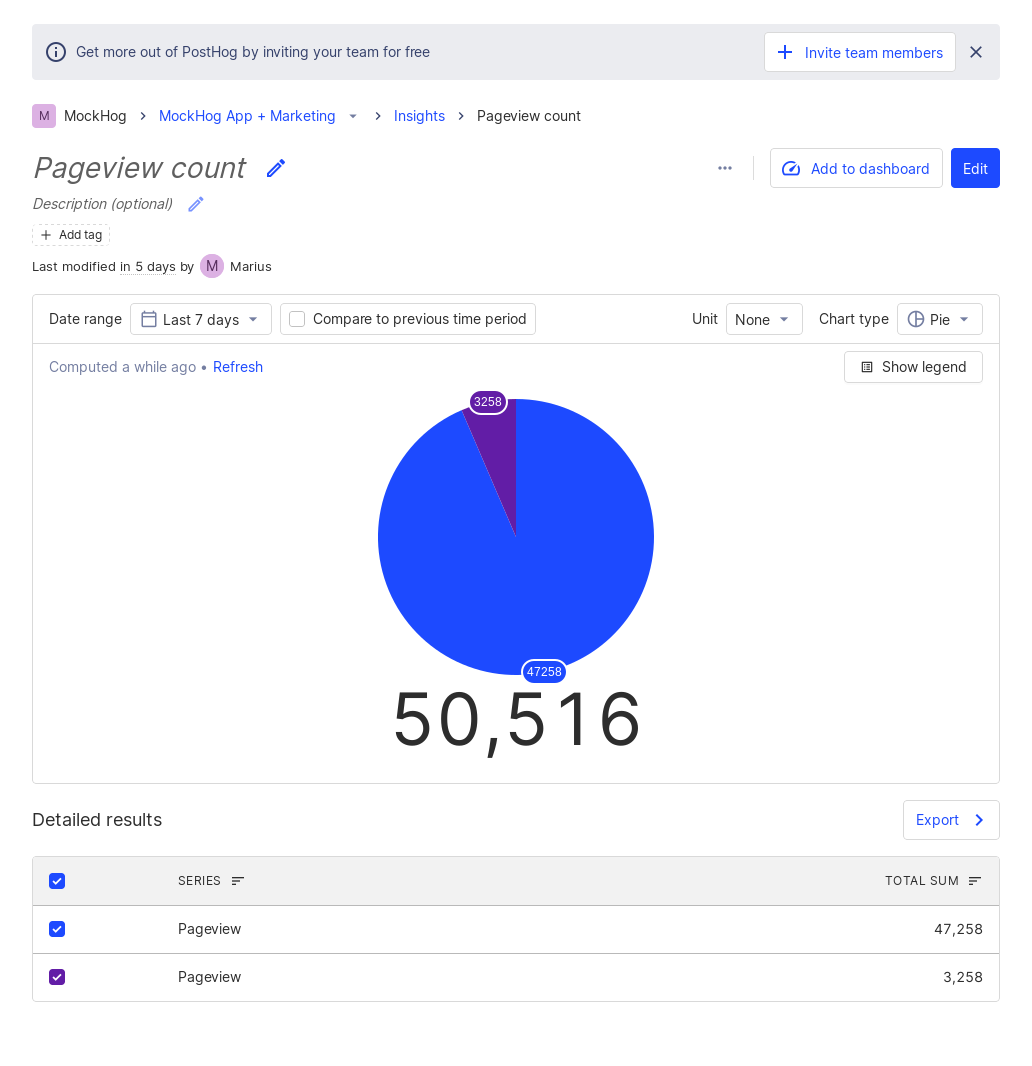 Get more out of PostHog by inviting your team for free
Invite team members
M MockHog MockHog App + Marketing Insights Pageview count
Pageview count
Add to dashboard
Edit
Description (optional)
Add tag
Last modified in 5 days by M Marius
Date range Last 7 days Compare to previous time period Unit None Chart type Pie
Computed a while ago • Refresh
Show legend
3258
47258
50,516
Detailed results
Export
SERIES TOTAL SUM
Pageview 47,258
Pageview 3,258